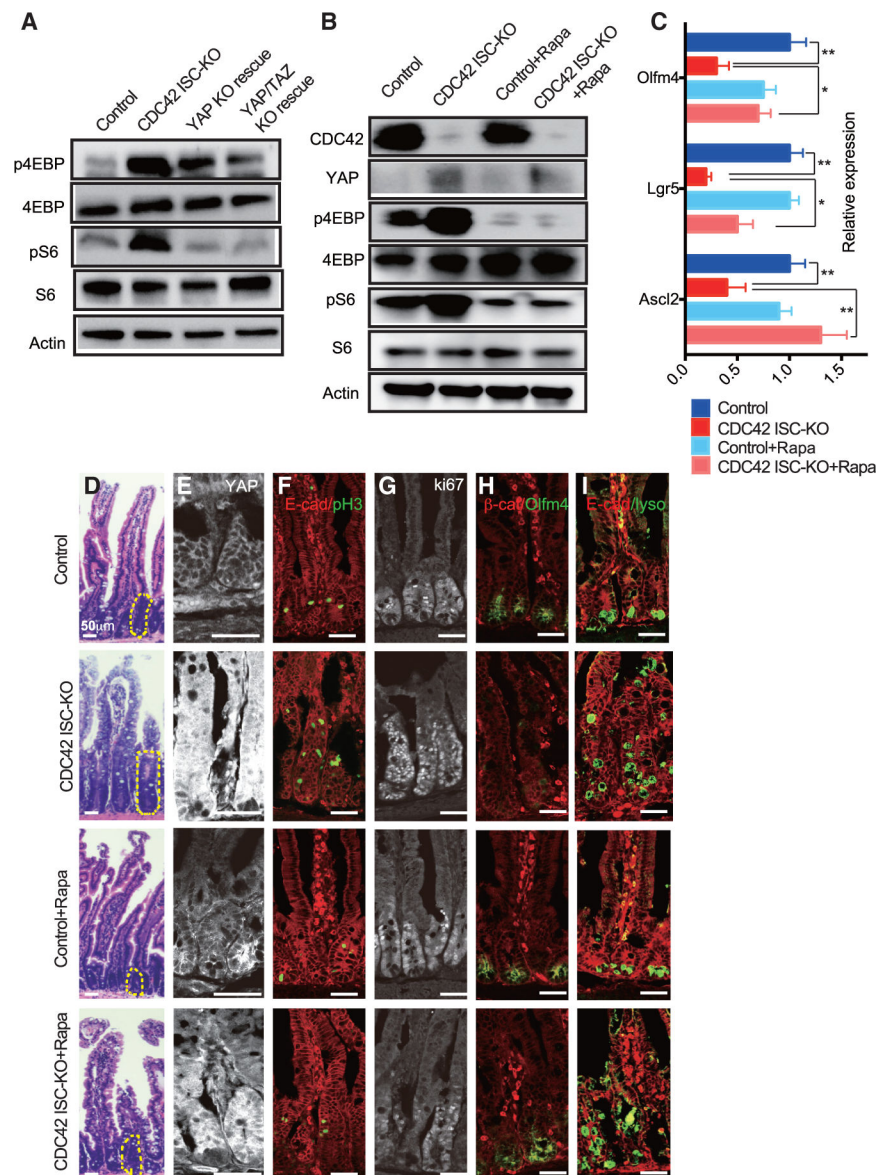 A
Control
CDC42 ISC-KO
YAP KO rescue
YAP/TAZ
KO rescue
p4EBP
4EBP
pS6
S6
Actin
B
Control
CDC42 ISC-KO
Control+Rapa
CDC42 ISC-KO
+Rapa
CDC42
YAP
p4EBP
4EBP
pS6
S6
Actin
C
Olfm4
Lgr5
Ascl2
**
*
**
*
**
**
Relative expression
0.0
0.5
1.0
1.5
Control
CDC42 ISC-KO
Control+Rapa
CDC42 ISC-KO+Rapa
D
E
F
G
H
I
YAP
E-cad/pH3
ki67
β-cat/Olfm4
E-cad/lyso
Control
50μm
CDC42 ISC-KO
Control+Rapa
CDC42 ISC-KO+Rapa